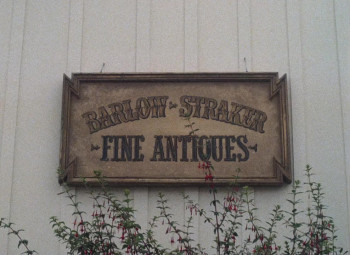 BARLOW - STRAKER
- FINE ANTIQUES -